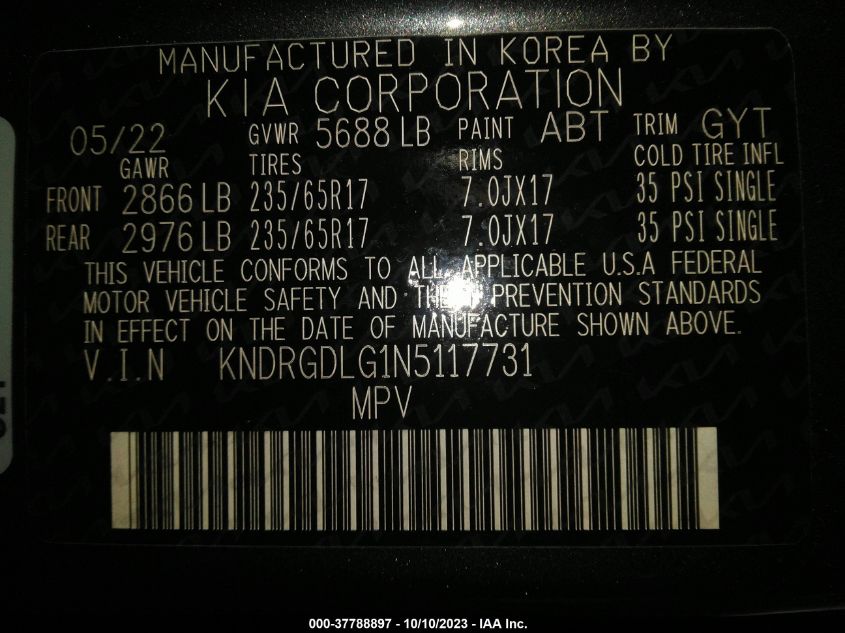 MANUFACTURED IN KOREA BY
KIA CORPORATION
05/22 GVWR 5688 LB PAINT ABT TRIM GYT
GAWR TIRES RIMS COLD TIRE INFL
FRONT 2866 LB 235/65R17 7.0JX17 35 PSI SINGLE
REAR 2976 LB 235/65R17 7.0JX17 35 PSI SINGLE
THIS VEHICLE CONFORMS TO ALL APPLICABLE U.S.A FEDERAL
MOTOR VEHICLE SAFETY AND THEFT PREVENTION STANDARDS
IN EFFECT ON THE DATE OF MANUFACTURE SHOWN ABOVE.
V.I.N KNDRGDLG1N5117731
MPV
000-37788897 - 10/10/2023 - IAA Inc.